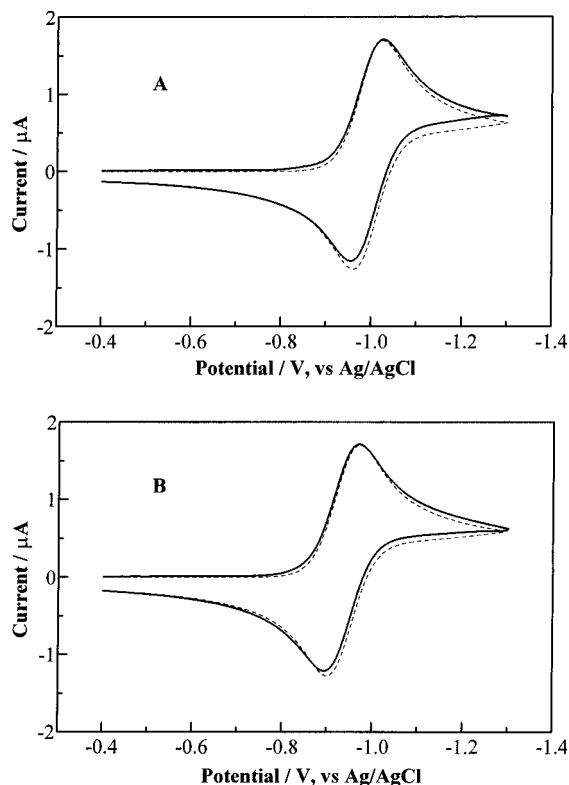 2
A
1
0
-1
-2
Current / μA
-0.4 -0.6 -0.8 -1.0 -1.2 -1.4
Potential / V, vs Ag/AgCl
2
B
1
0
-1
-2
Current / μA
-0.4 -0.6 -0.8 -1.0 -1.2 -1.4
Potential / V, vs Ag/AgCl